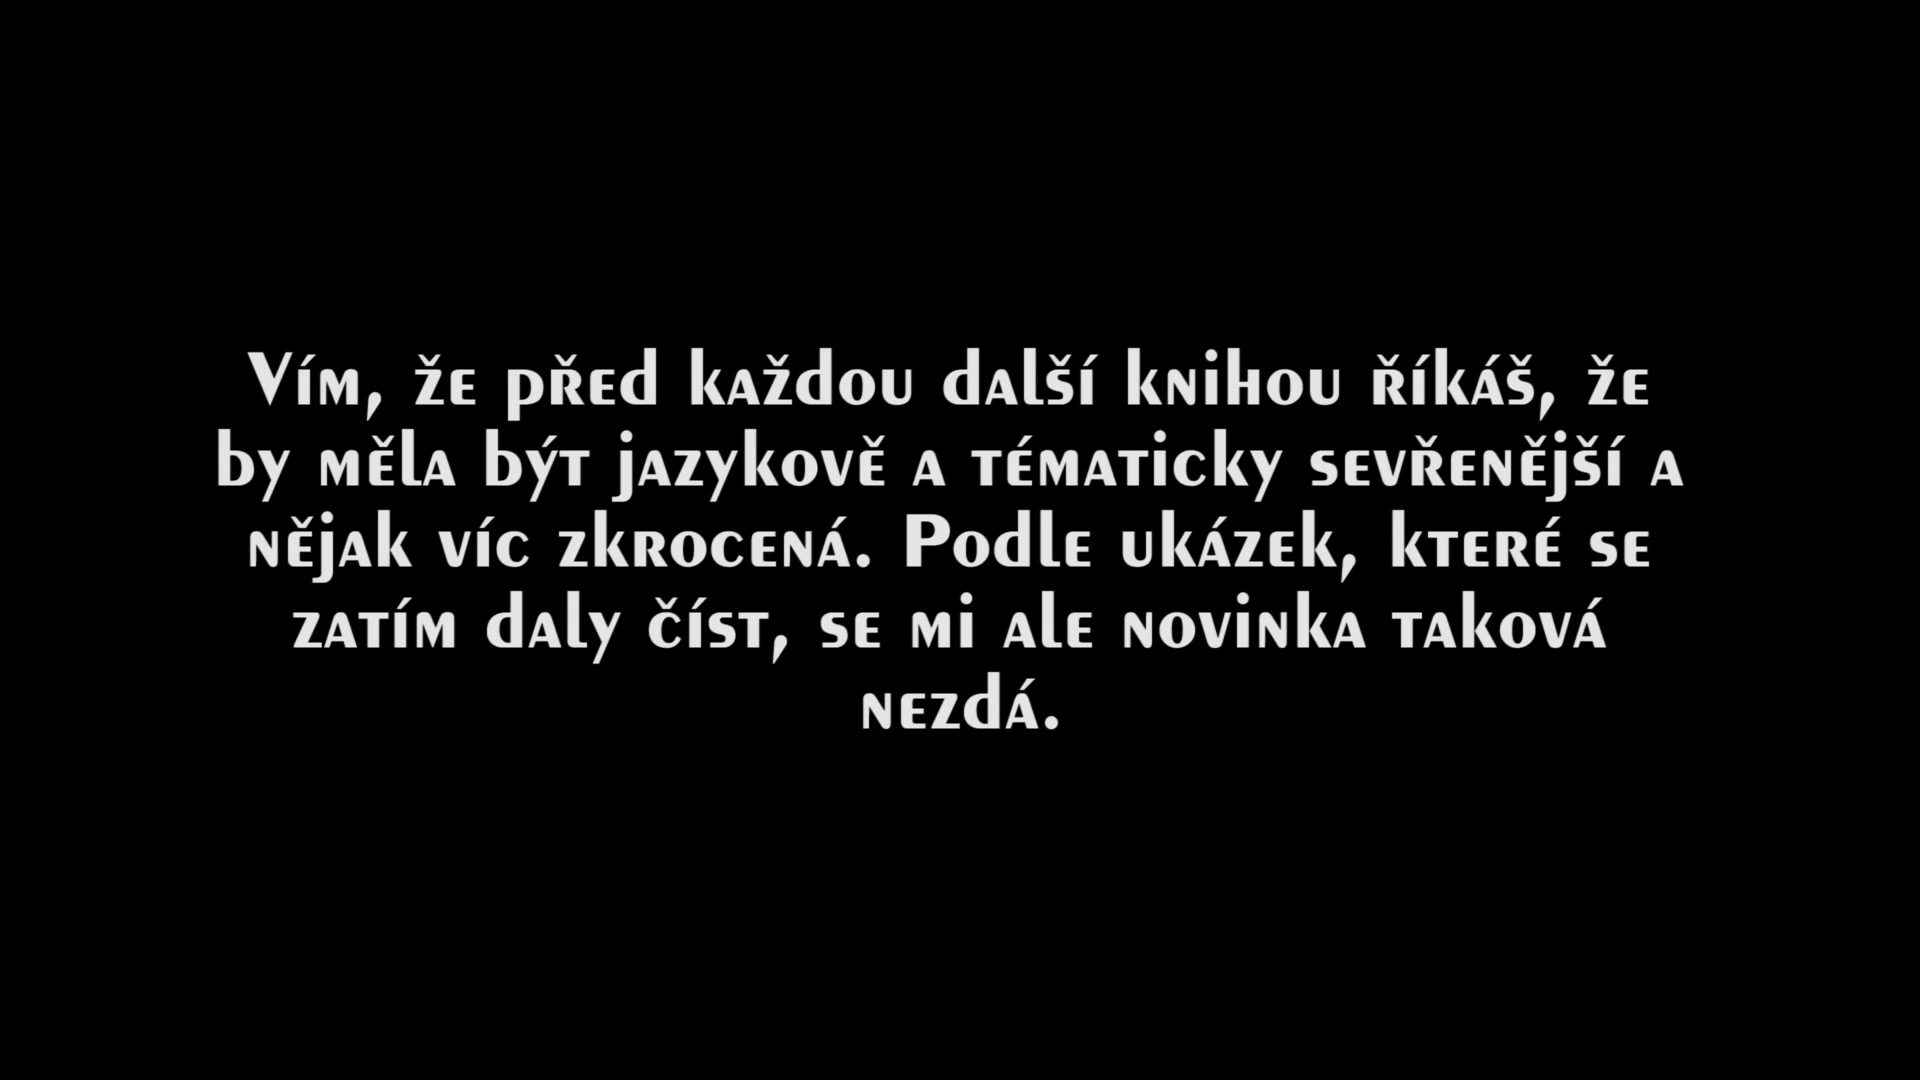 Vím, že před každou další knihou říkáš, že
by měla být jazykově a tématicky sevřenější a
nějak víc zkrocená. Podle ukázek, které se
zatím daly číst, se mi ale novinka taková
nezdá.